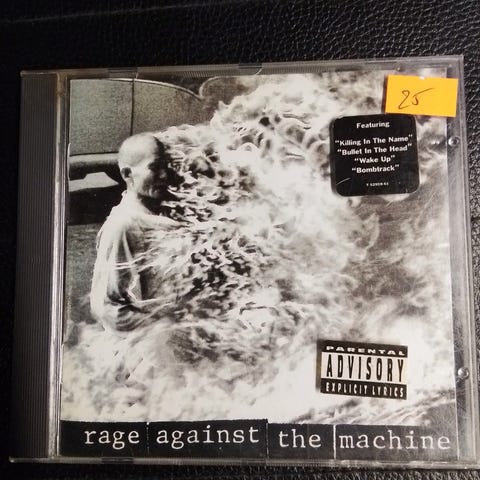 25
Featuring
"Killing In The Name"
"Bullet In The Head"
"Wake Up"
"Bombtrack"
PARENTAL
ADVISORY
EXPLICIT LYRICS
rage against the machine